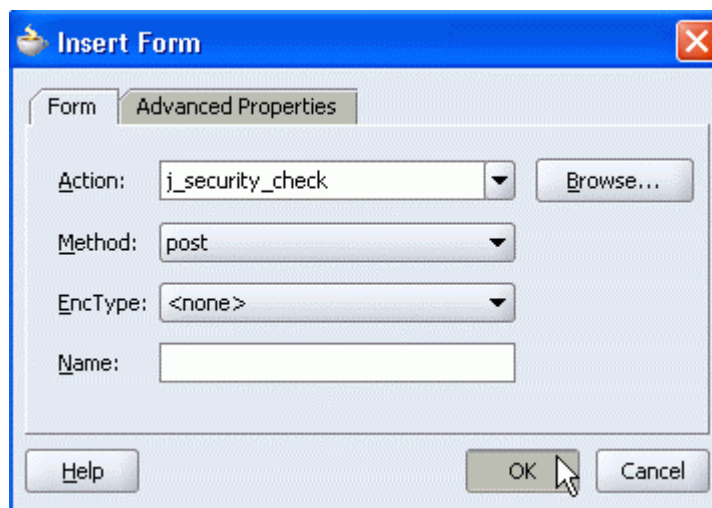 Insert Form
Form Advanced Properties
Action: j_security_check Browse...
Method: post
EncType: <none>
Name:
Help OK Cancel